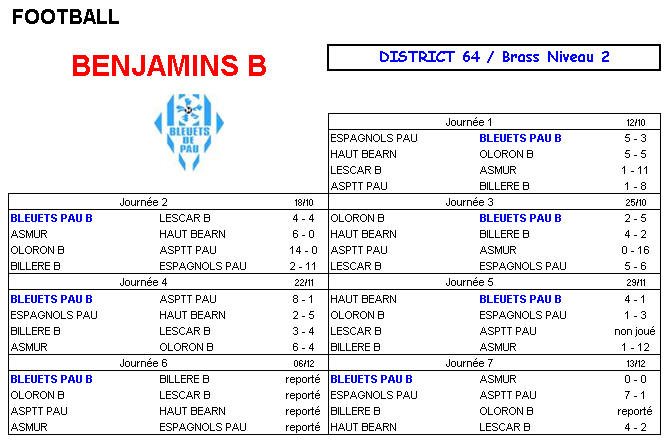 FOOTBALL
BENJAMINS B
DISTRICT 64 / Brass Niveau 2
BLEUETS
DE
PAU
Journée 1 12/10
ESPAGNOLS PAU BLEUETS PAU B 5 - 3
HAUT BEARN OLORON B 5 - 5
LESCAR B ASMUR 1 - 11
ASPTT PAU BILLERE B 1 - 8
Journée 2 18/10
BLEUETS PAU B LESCAR B 4 - 4
ASMUR HAUT BEARN 6 - 0
OLORON B ASPTT PAU 14 - 0
BILLERE B ESPAGNOLS PAU 2 - 11
Journée 3 25/10
OLORON B BLEUETS PAU B 2 - 5
HAUT BEARN BILLERE B 4 - 2
ASPTT PAU ASMUR 0 - 16
LESCAR B ESPAGNOLS PAU 5 - 6
Journée 4 22/11
BLEUETS PAU B ASPTT PAU 8 - 1
ESPAGNOLS PAU HAUT BEARN 2 - 5
BILLERE B LESCAR B 3 - 4
ASMUR OLORON B 6 - 4
Journée 5 29/11
HAUT BEARN BLEUETS PAU B 4 - 1
OLORON B ESPAGNOLS PAU 1 - 3
LESCAR B ASPTT PAU non joué
BILLERE B ASMUR 1 - 12
Journée 6 06/12
BLEUETS PAU B BILLERE B reporté
OLORON B LESCAR B reporté
ASPTT PAU HAUT BEARN reporté
ASMUR ESPAGNOLS PAU reporté
Journée 7 13/12
BLEUETS PAU B ASMUR 0 - 0
ESPAGNOLS PAU ASPTT PAU 7 - 1
BILLERE B OLORON B reporté
HAUT BEARN LESCAR B 4 - 2